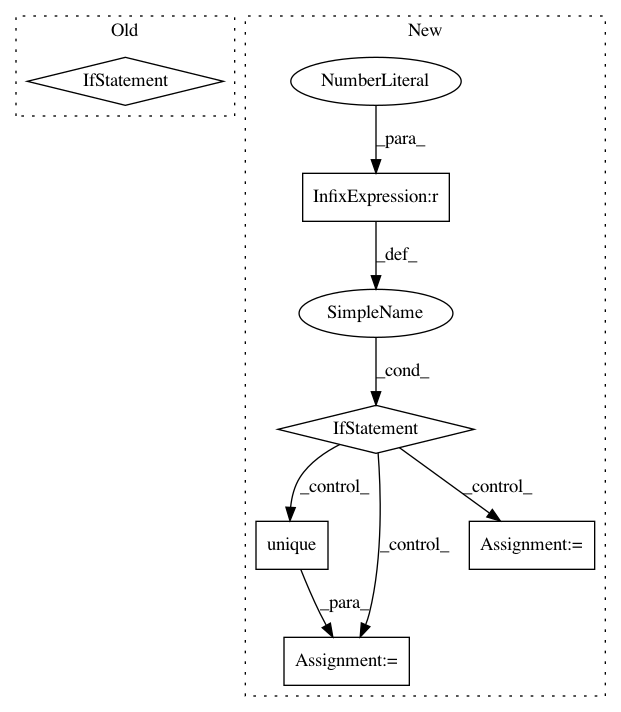 Old
New
IfStatement
NumberLiteral
_para_
InfixExpression:r
_def_
SimpleName
_cond_
IfStatement
_control_
_control_
_control_
unique
Assignment:=
_para_
Assignment:=